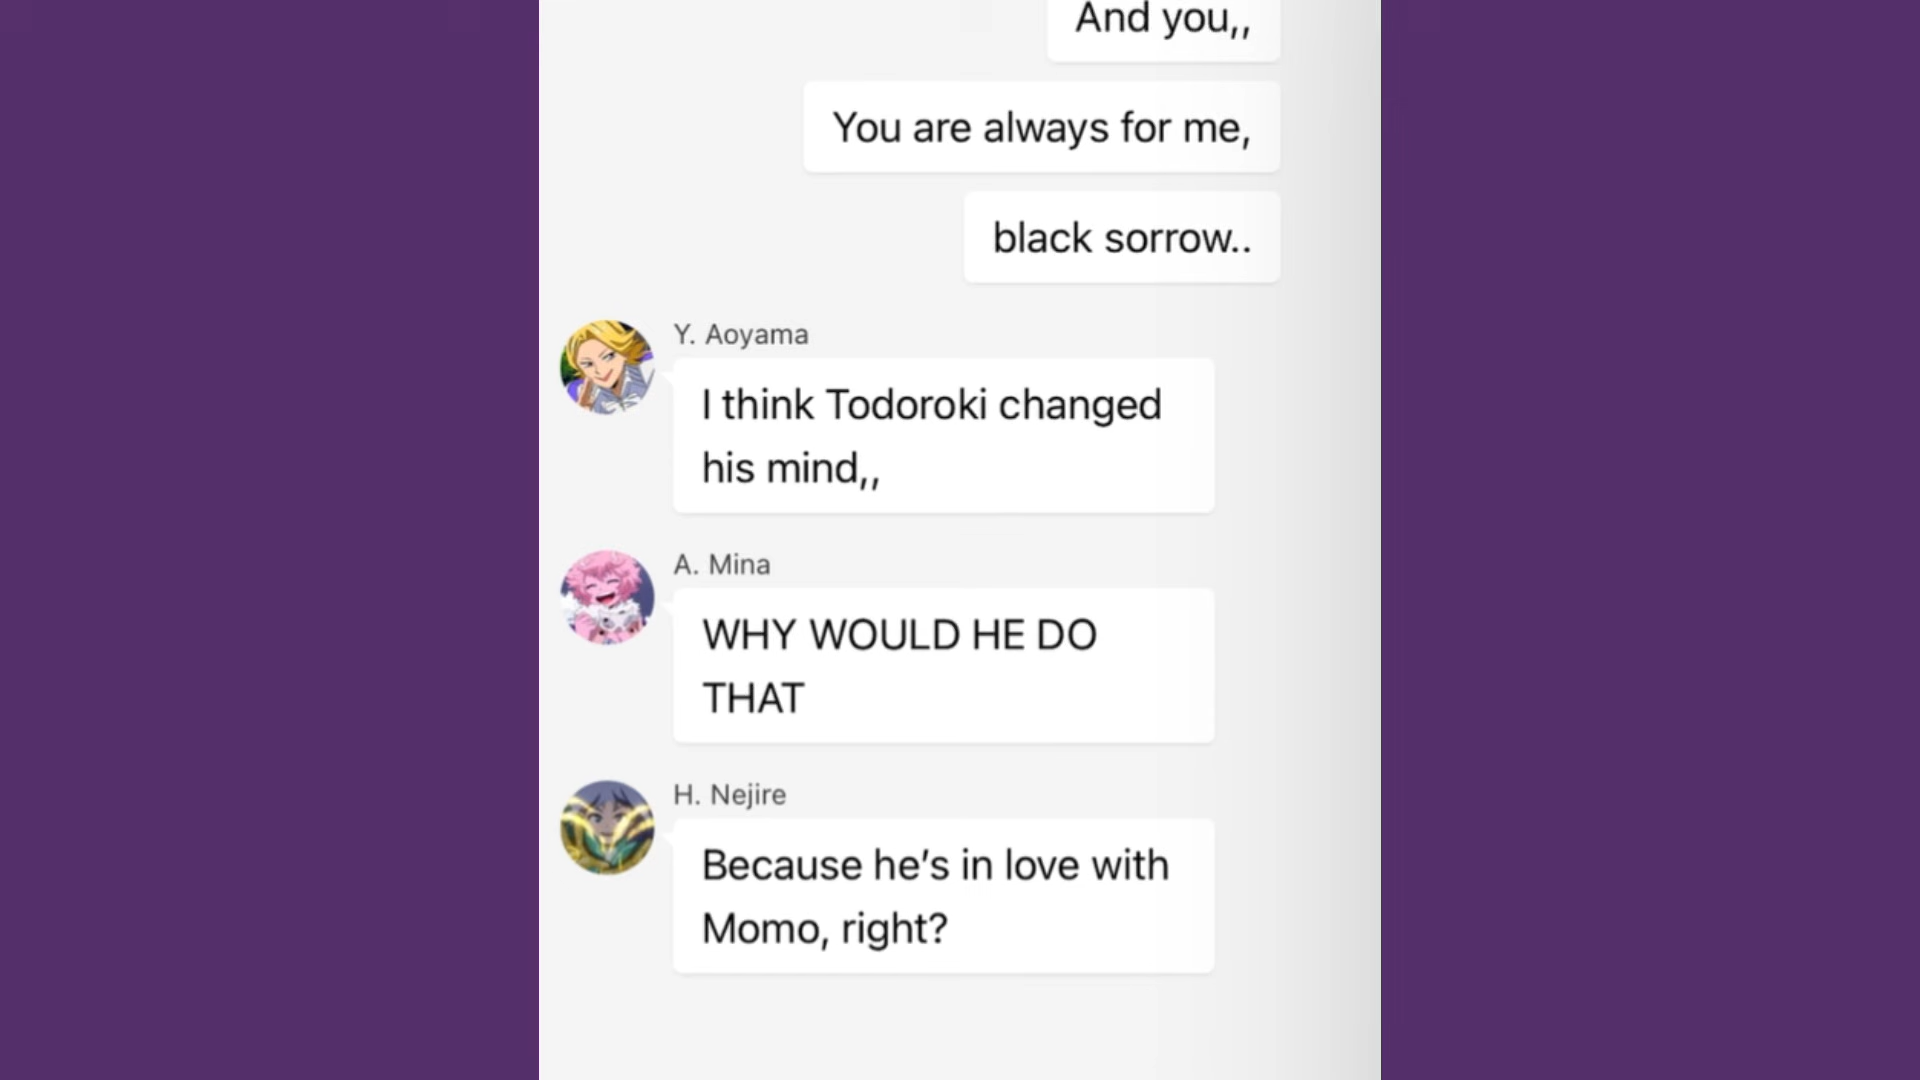 And you,,
You are always for me,
black sorrow..
Y. Aoyama
I think Todoroki changed
his mind,,
A. Mina
WHY WOULD HE DO
THAT
H. Nejire
Because he’s in love with
Momo, right?